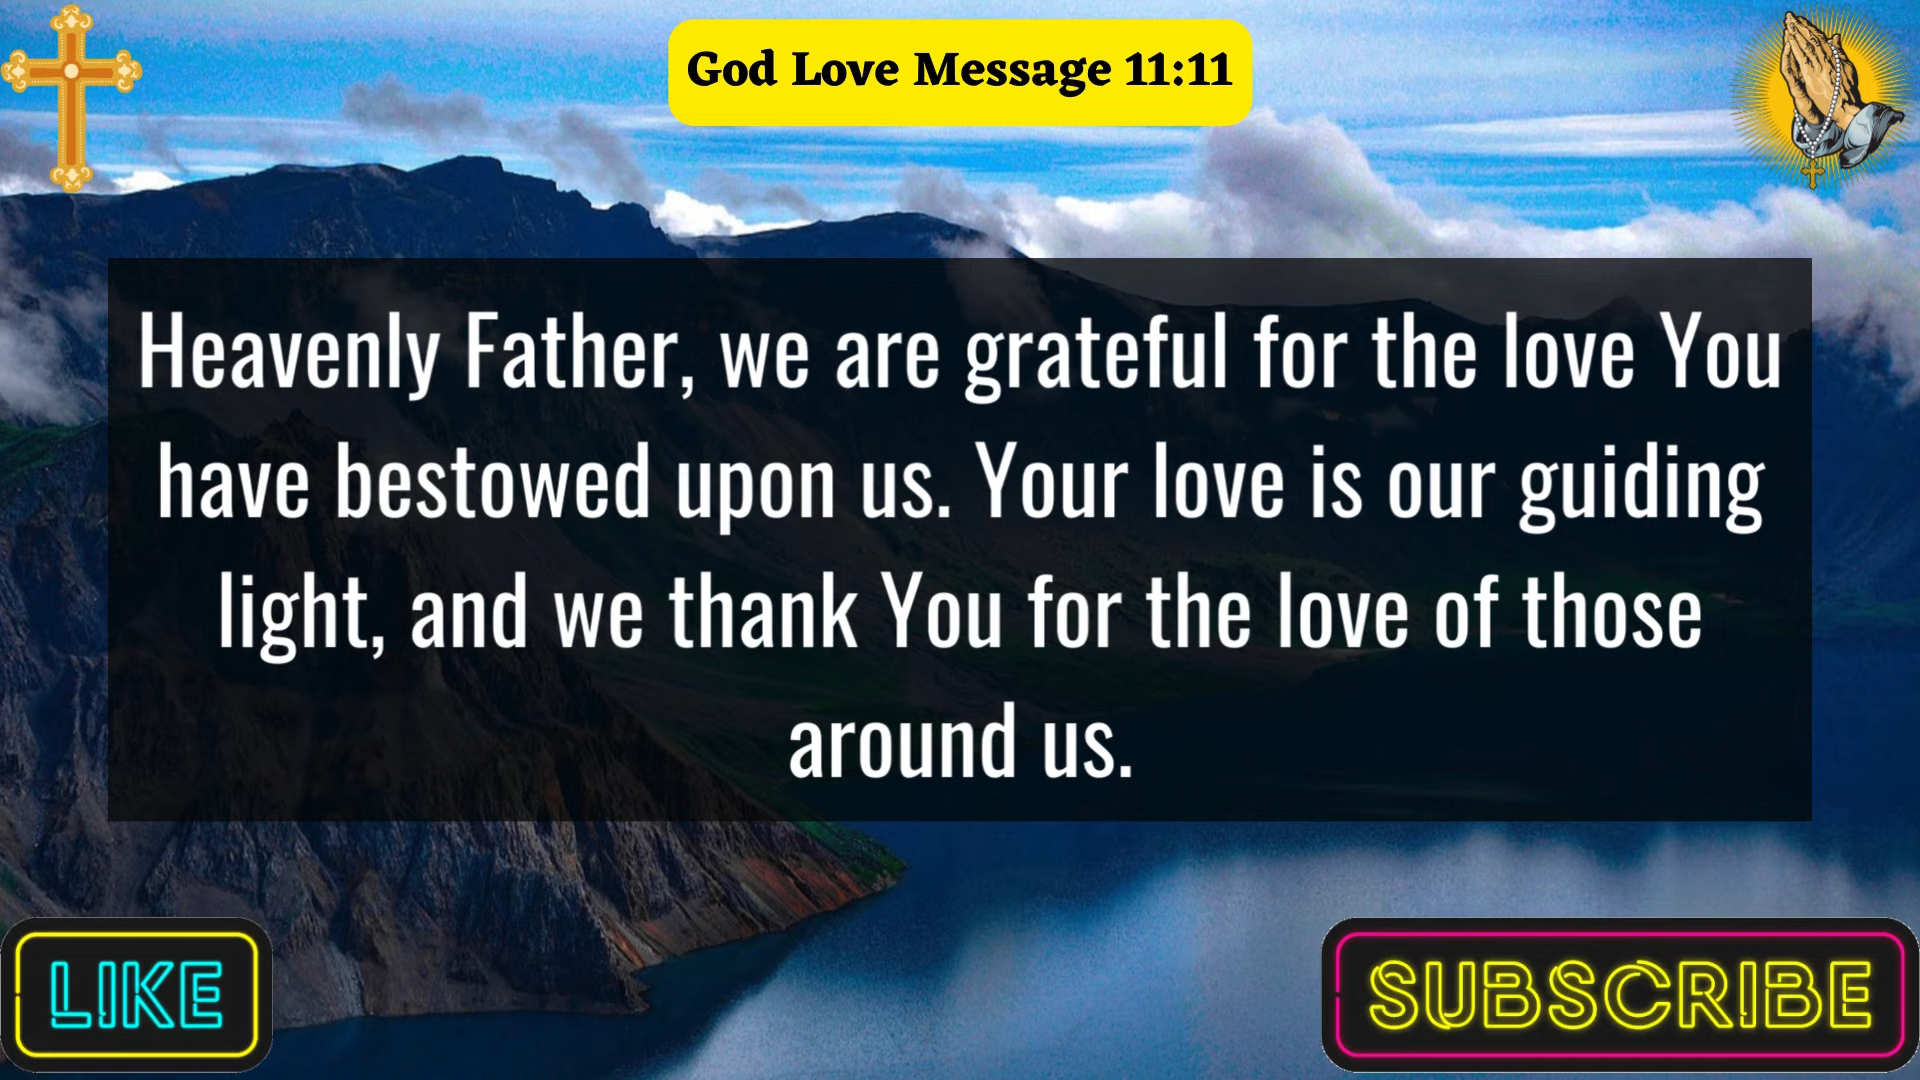 God Love Message 11:11
Heavenly Father, we are grateful for the love You
have bestowed upon us. Your love is our guiding
light, and we thank You for the love of those
around us.
LIKE
SUBSCRIBE